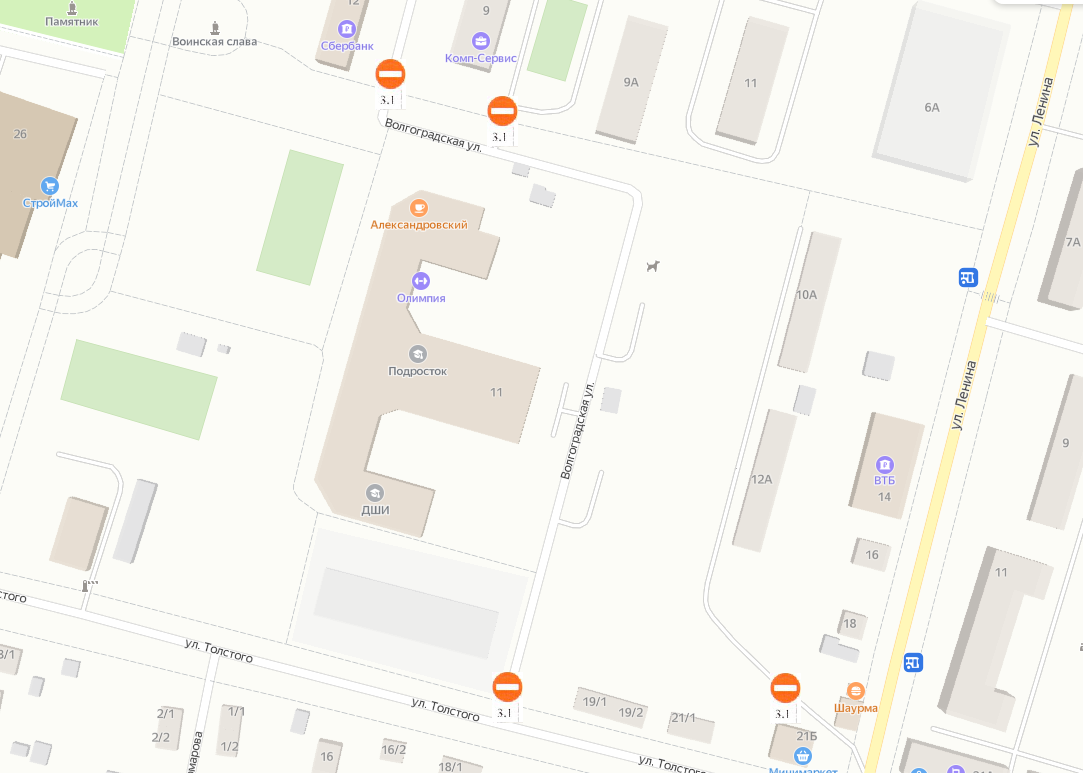 Памятник
Воинская слава
12
Сбербанк
9
Комп-Сервис
9А
11
6А
ул. Ленина
3.1
3.1
Волгоградская ул.
26
СтройМах
Александровский
Олимпия
Подросток
11
ДШИ
10А
7А
ул. Ленина
Волгоградская ул.
12А
ВТБ
14
9
16
11
18
стого
ул. Толстого
ул. Толстого
ул. Толстого
3.1
3.1
Шаурма
3/1
2/1
2/2
1/1
1/2
16
16/2
18/1
19/1
19/2
21/1
21Б
Минимаркет